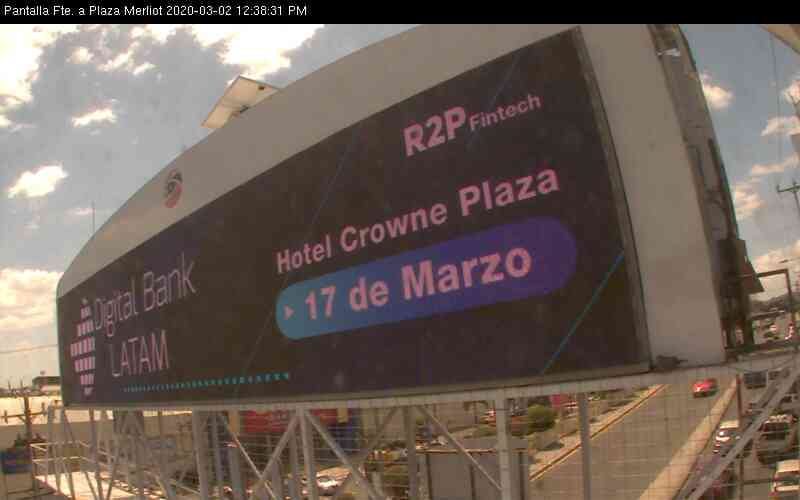 Pantalla Fte. a Plaza Merliot 2020-03-02 12:38:31 PM
R2P Fintech
Hotel Crowne Plaza
17 de Marzo
Digital Bank
LATAM